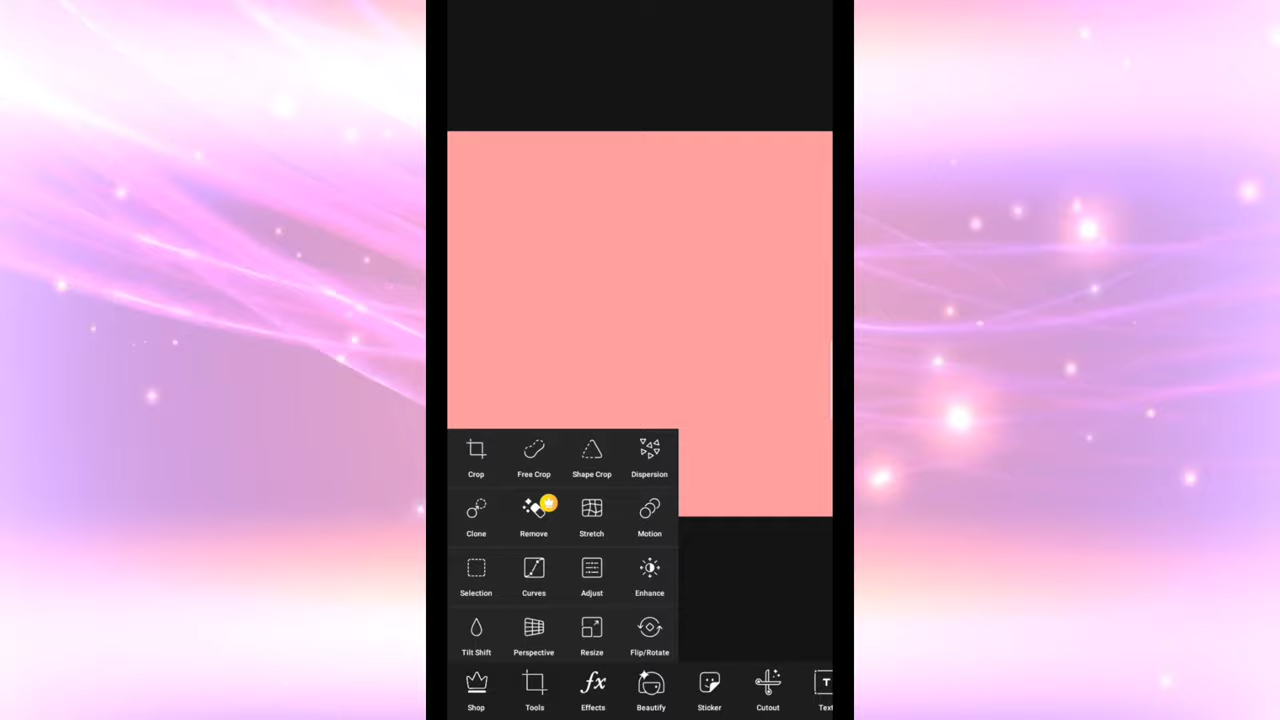 Crop Free Crop Shape Crop Dispersion
Clone Remove Stretch Motion
Selection Curves Adjust Enhance
Tilt Shift Perspective Resize Flip/Rotate
Shop Tools Effects Beautify Sticker Cutout Text